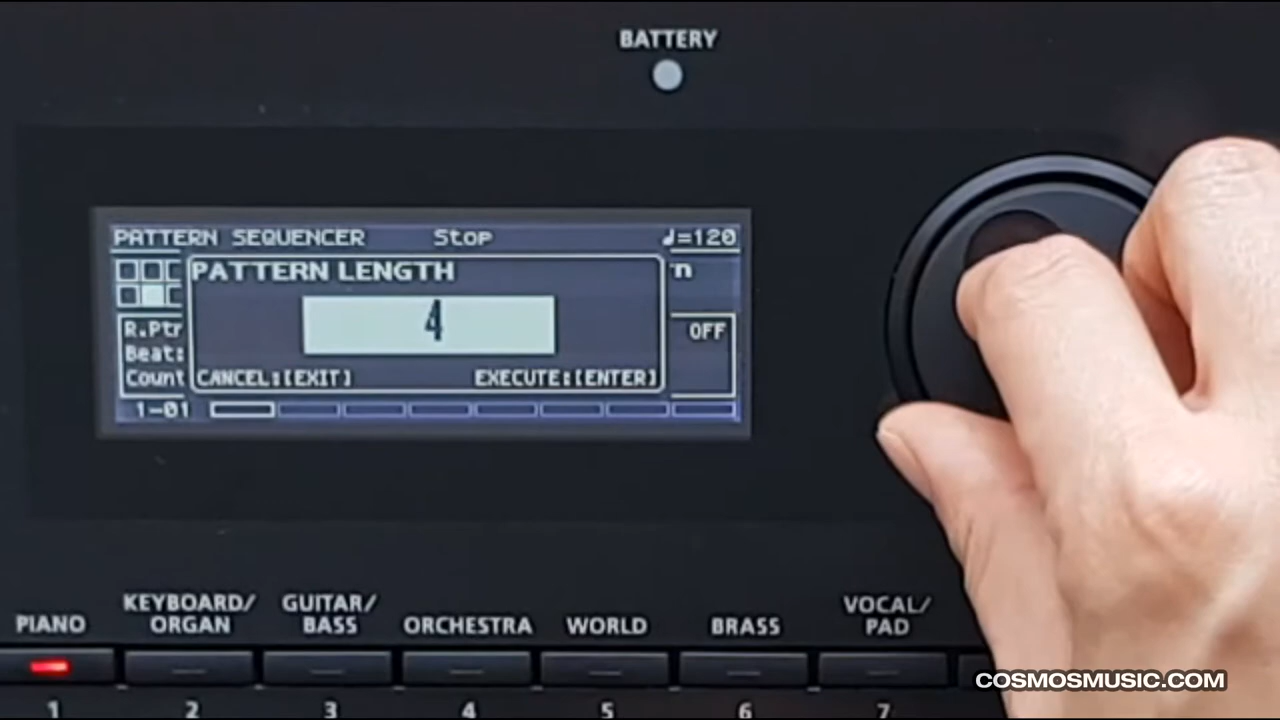 BATTERY
PATTERN SEQUENCER Stop ♩=120
PATTERN LENGTH
4
R.Ptr
OFF
Beat:
Count
CANCEL:[EXIT] EXECUTE:[ENTER]
1-01
PIANO
KEYBOARD/
ORGAN
GUITAR/
BASS
ORCHESTRA
WORLD
BRASS
VOCAL/
PAD
1 2 3 4 5 6 7
COSMOSMUSIC.COM